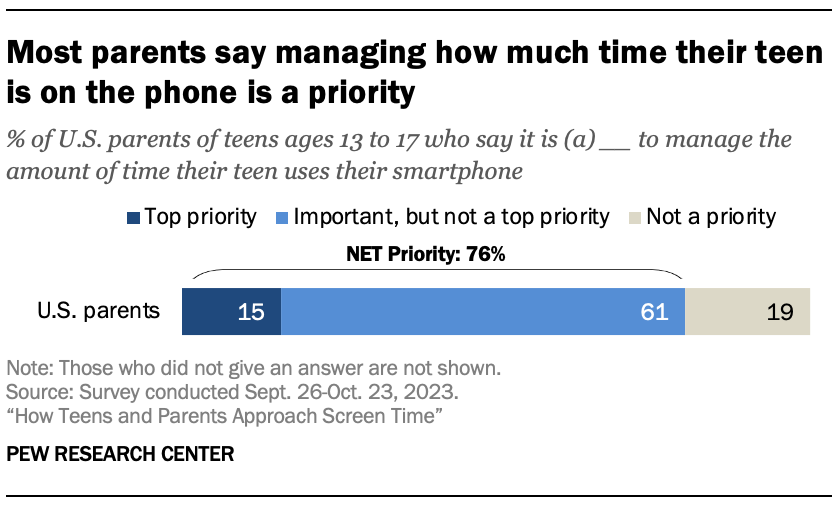 Most parents say managing how much time their teen
is on the phone is a priority
% of U.S. parents of teens ages 13 to 17 who say it is (a) __ to manage the
amount of time their teen uses their smartphone
Top priority Important, but not a top priority Not a priority
NET Priority: 76%
U.S. parents 15 61 19
Note: Those who did not give an answer are not shown.
Source: Survey conducted Sept. 26-Oct. 23, 2023.
“How Teens and Parents Approach Screen Time”
PEW RESEARCH CENTER